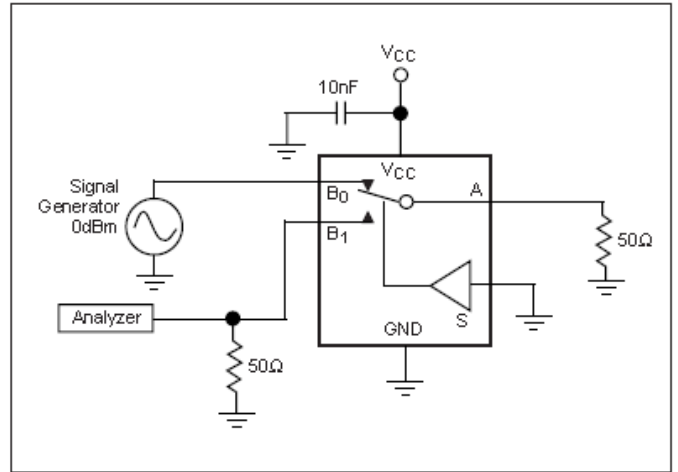 VCC
10nF
VCC
Signal
Generator
0dBm
B0
A
B1
50Ω
Analyzer
S
GND
50Ω